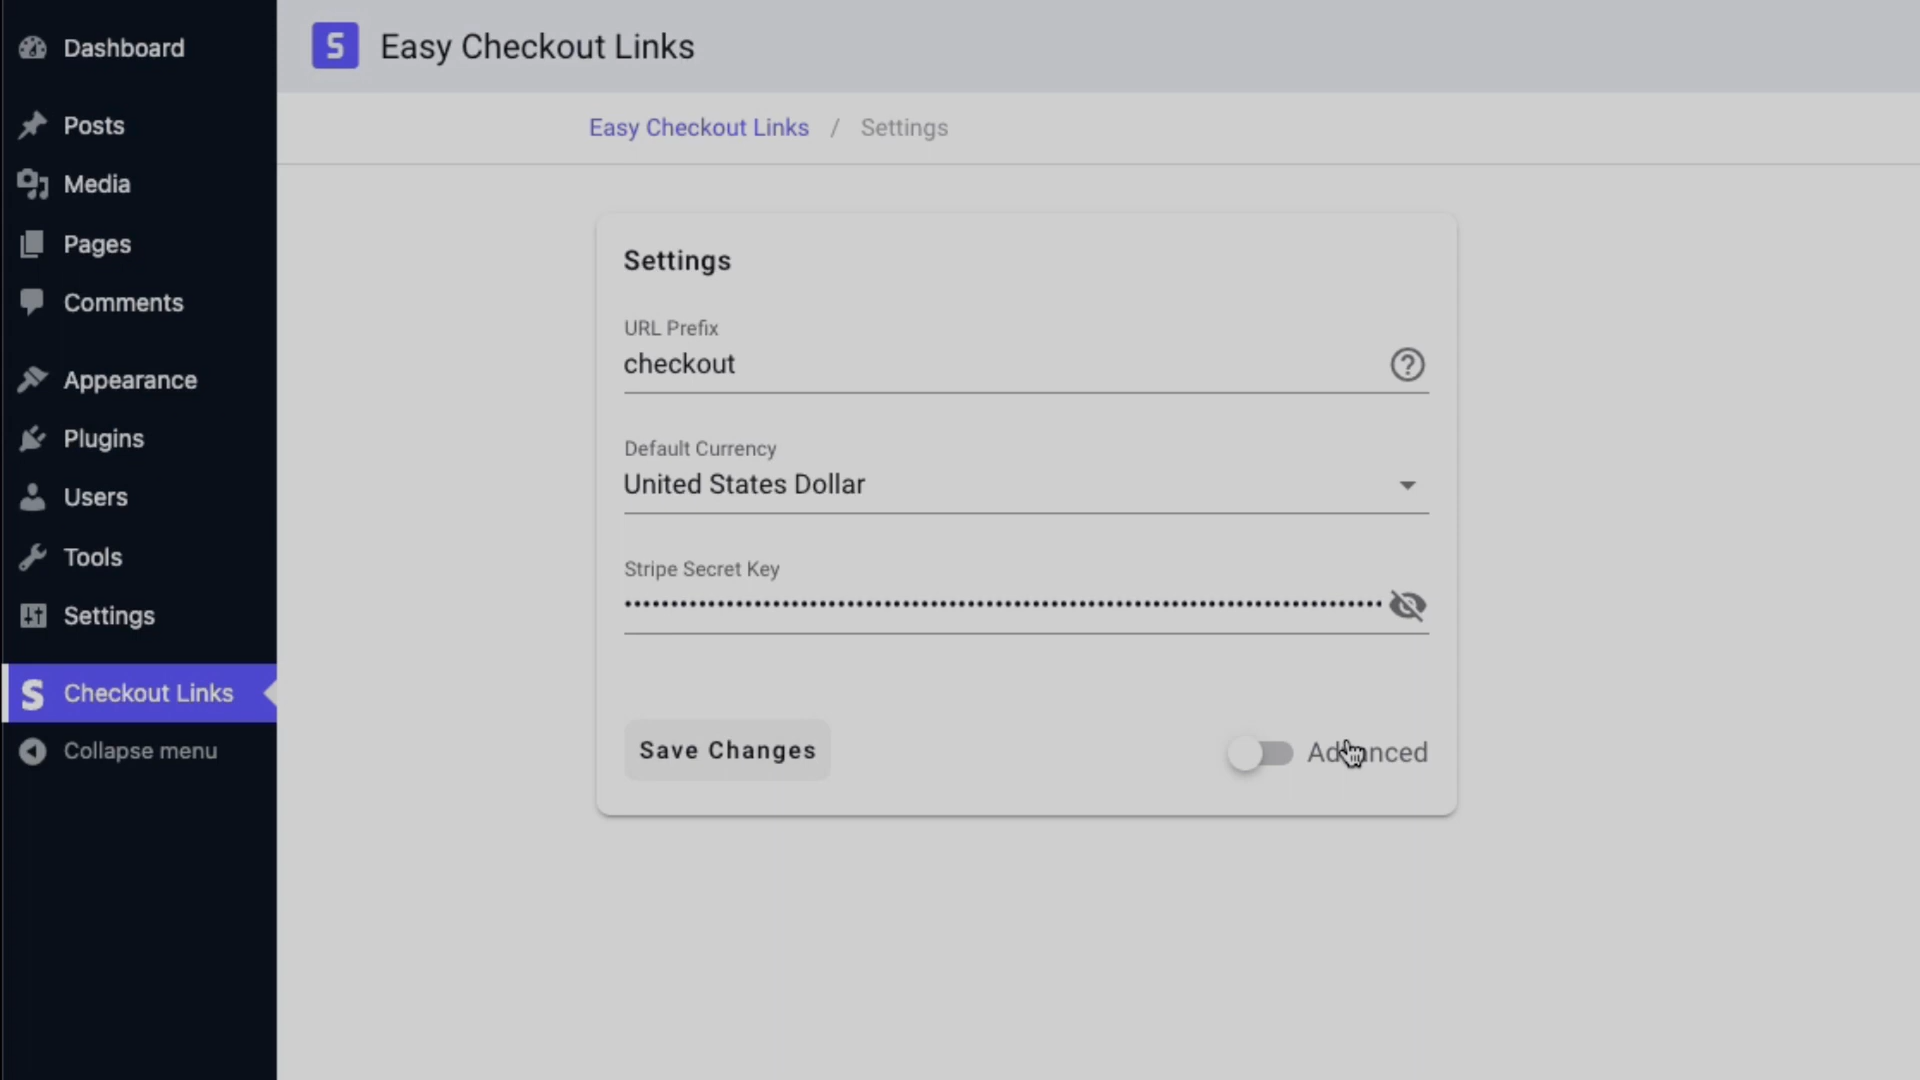 Dashboard
Posts
Media
Pages
Comments
Appearance
Plugins
Users
Tools
Settings
S Checkout Links
Collapse menu
S Easy Checkout Links
Easy Checkout Links / Settings
Settings
URL Prefix
checkout
Default Currency
United States Dollar
Stripe Secret Key
Save Changes
Advanced